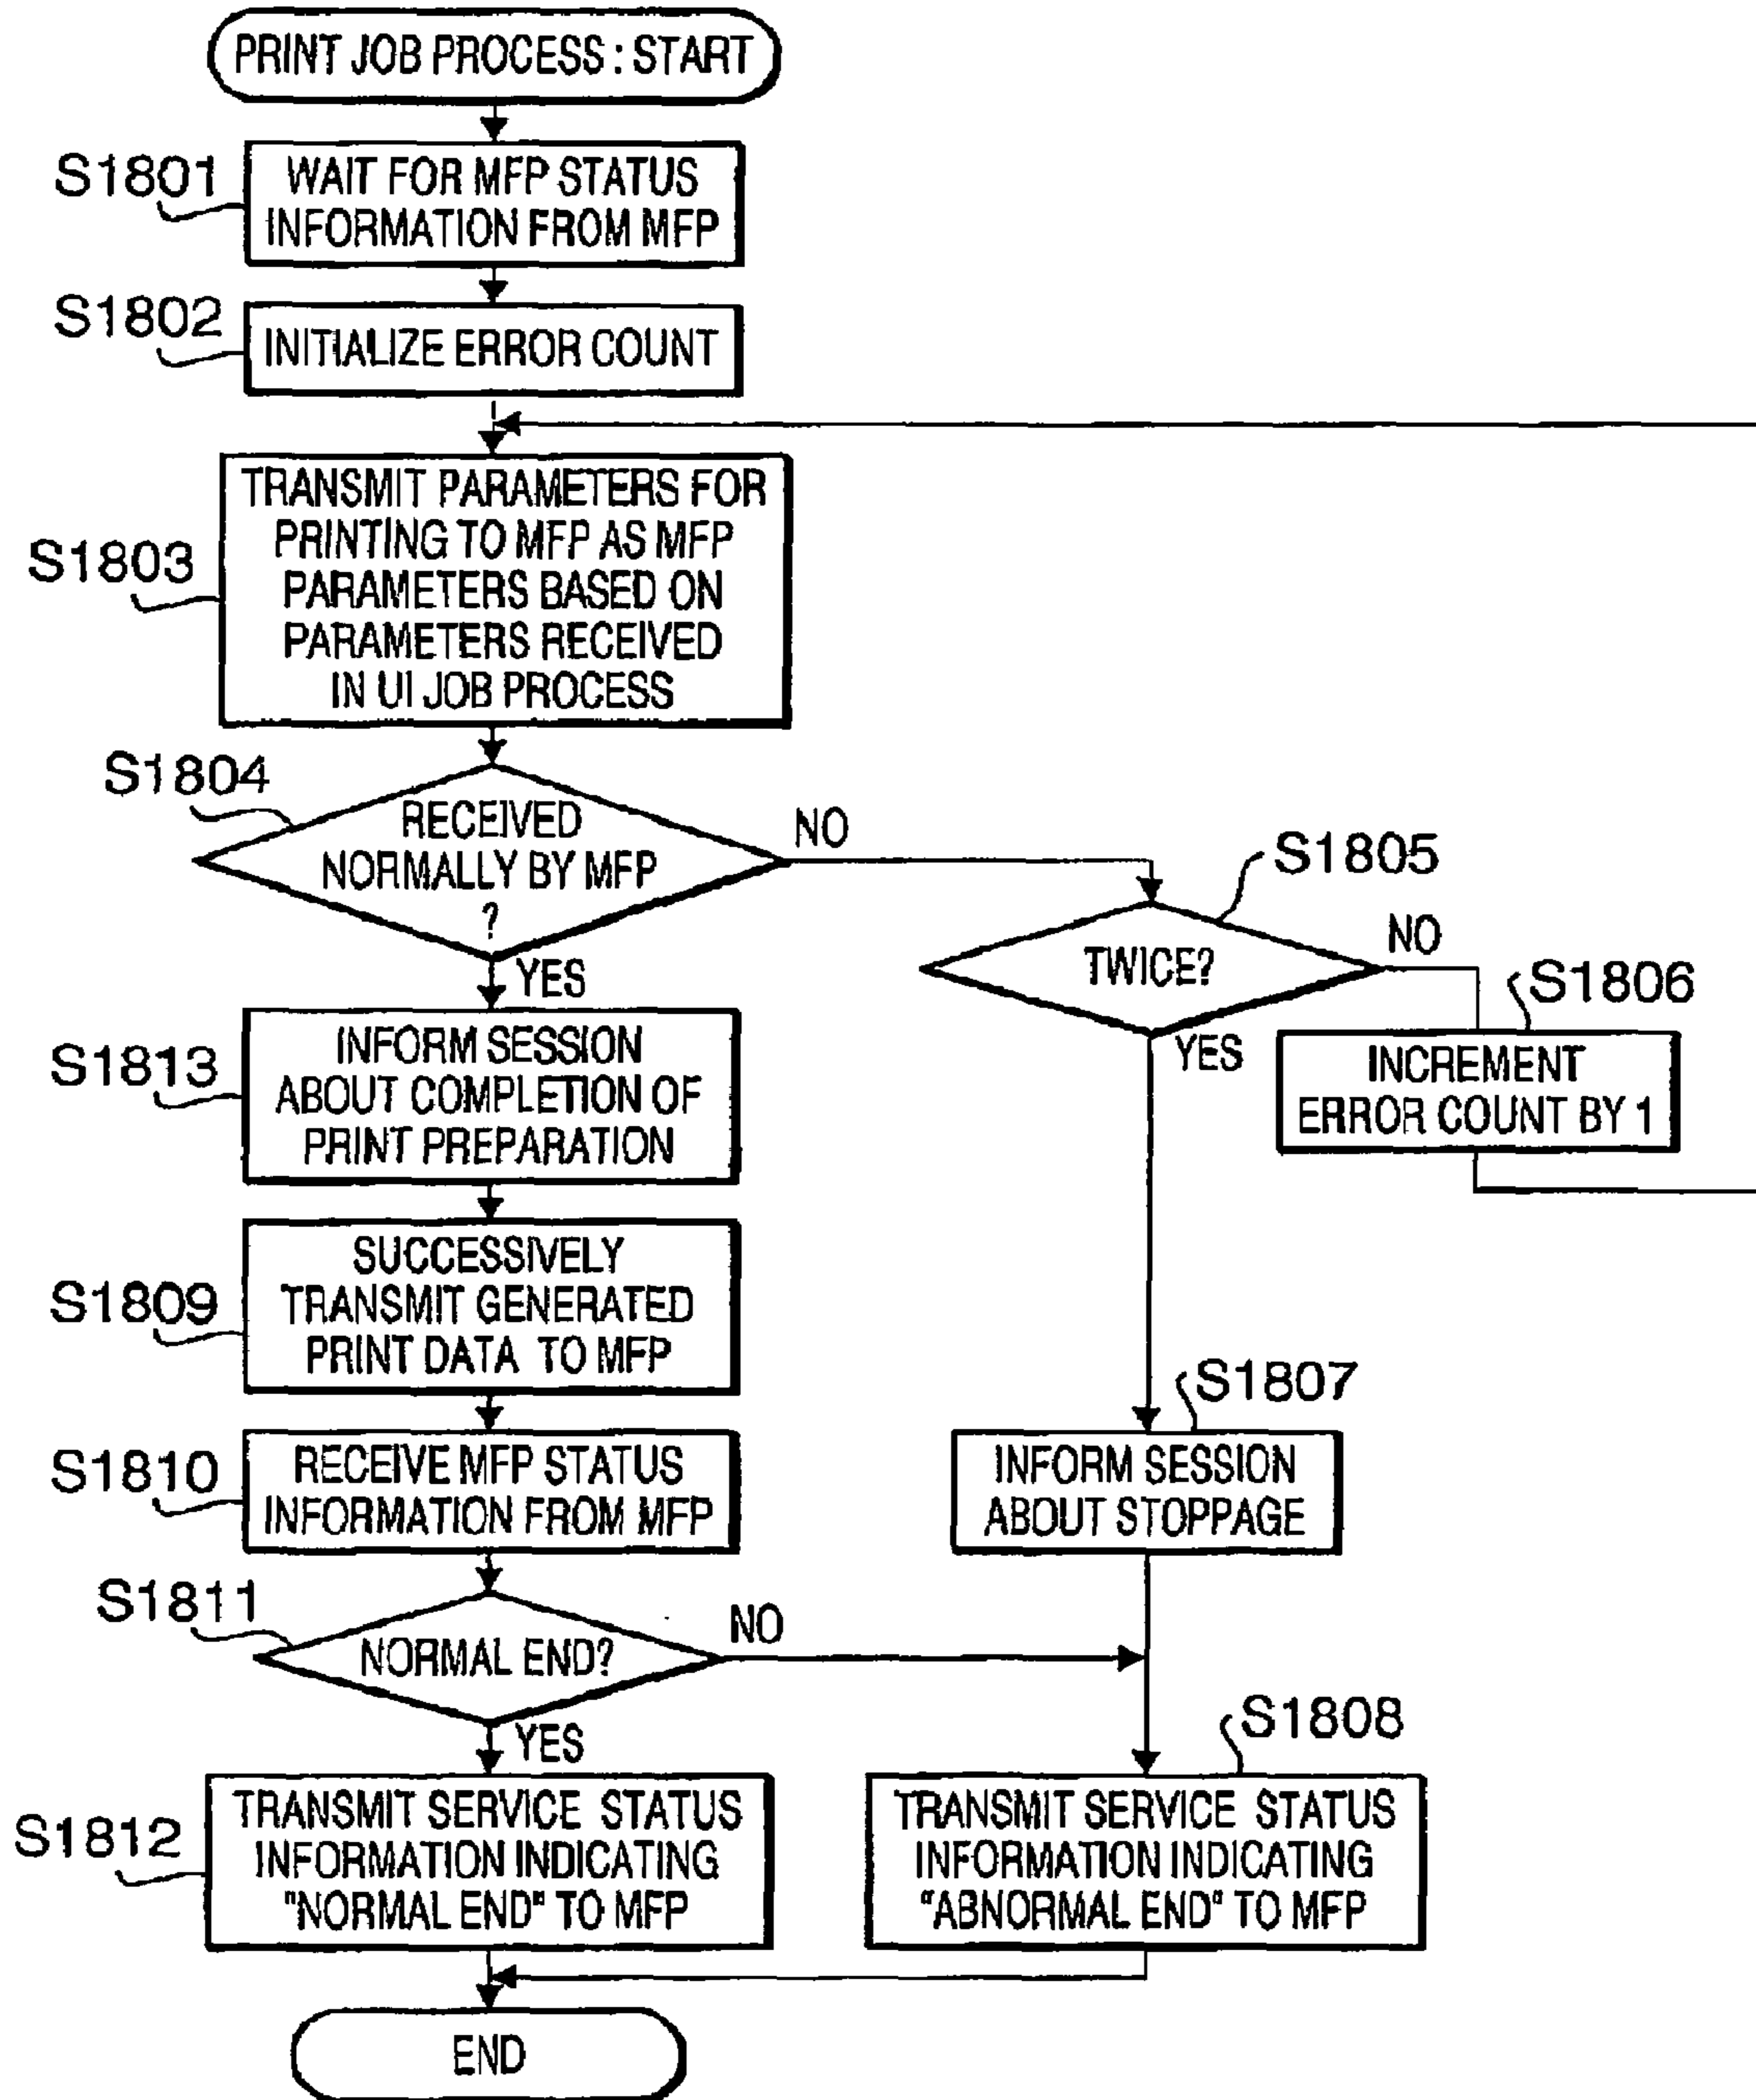 PRINT JOB PROCESS : START
S1801
WAIT FOR MFP STATUS
INFORMATION FROM MFP
S1802
INITIALIZE ERROR COUNT
S1803
TRANSMIT PARAMETERS FOR
PRINTING TO MFP AS MFP
PARAMETERS BASED ON
PARAMETERS RECEIVED
IN UI JOB PROCESS
S1804
RECEIVED
NORMALLY BY MFP
?
NO
YES
S1805
TWICE?
NO
YES
S1806
INCREMENT
ERROR COUNT BY 1
S1813
INFORM SESSION
ABOUT COMPLETION OF
PRINT PREPARATION
S1809
SUCCESSIVELY
TRANSMIT GENERATED
PRINT DATA TO MFP
S1807
INFORM SESSION
ABOUT STOPPAGE
S1810
RECEIVE MFP STATUS
INFORMATION FROM MFP
S1811
NORMAL END?
NO
YES
S1812
TRANSMIT SERVICE STATUS
INFORMATION INDICATING
"NORMAL END" TO MFP
S1808
TRANSMIT SERVICE STATUS
INFORMATION INDICATING
"ABNORMAL END" TO MFP
END